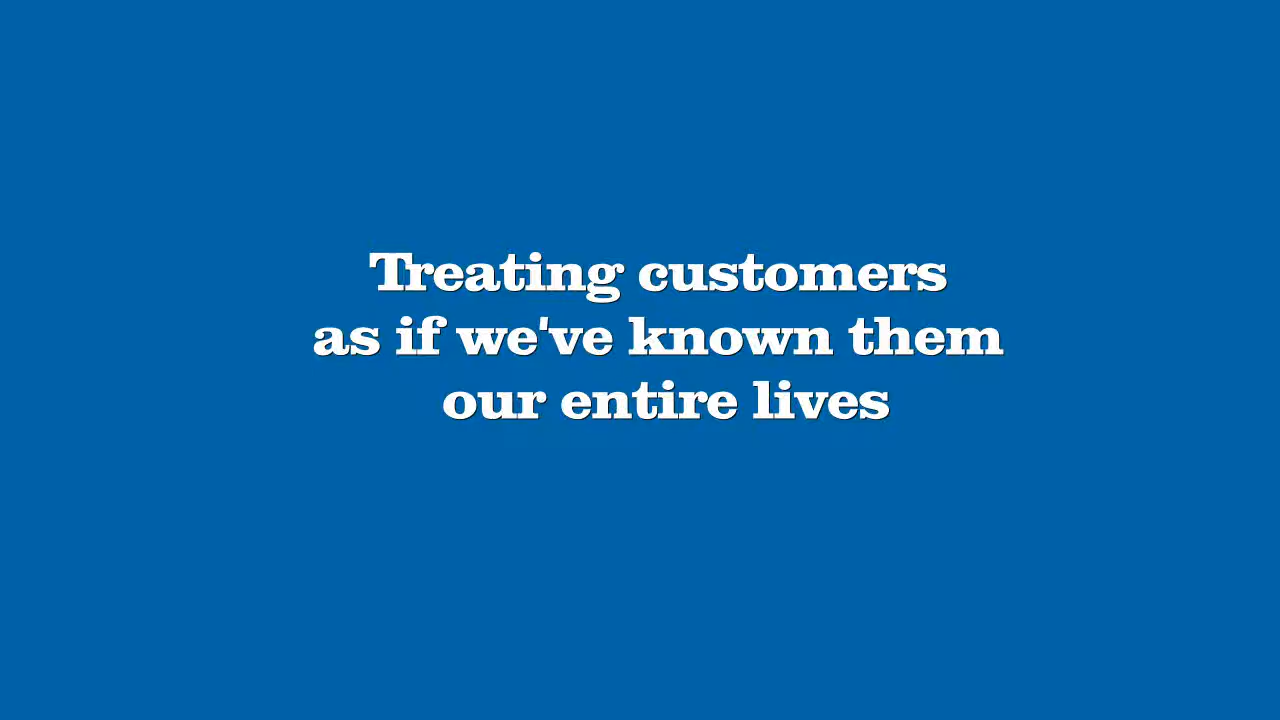 Treating customers
as if we've known them
our entire lives